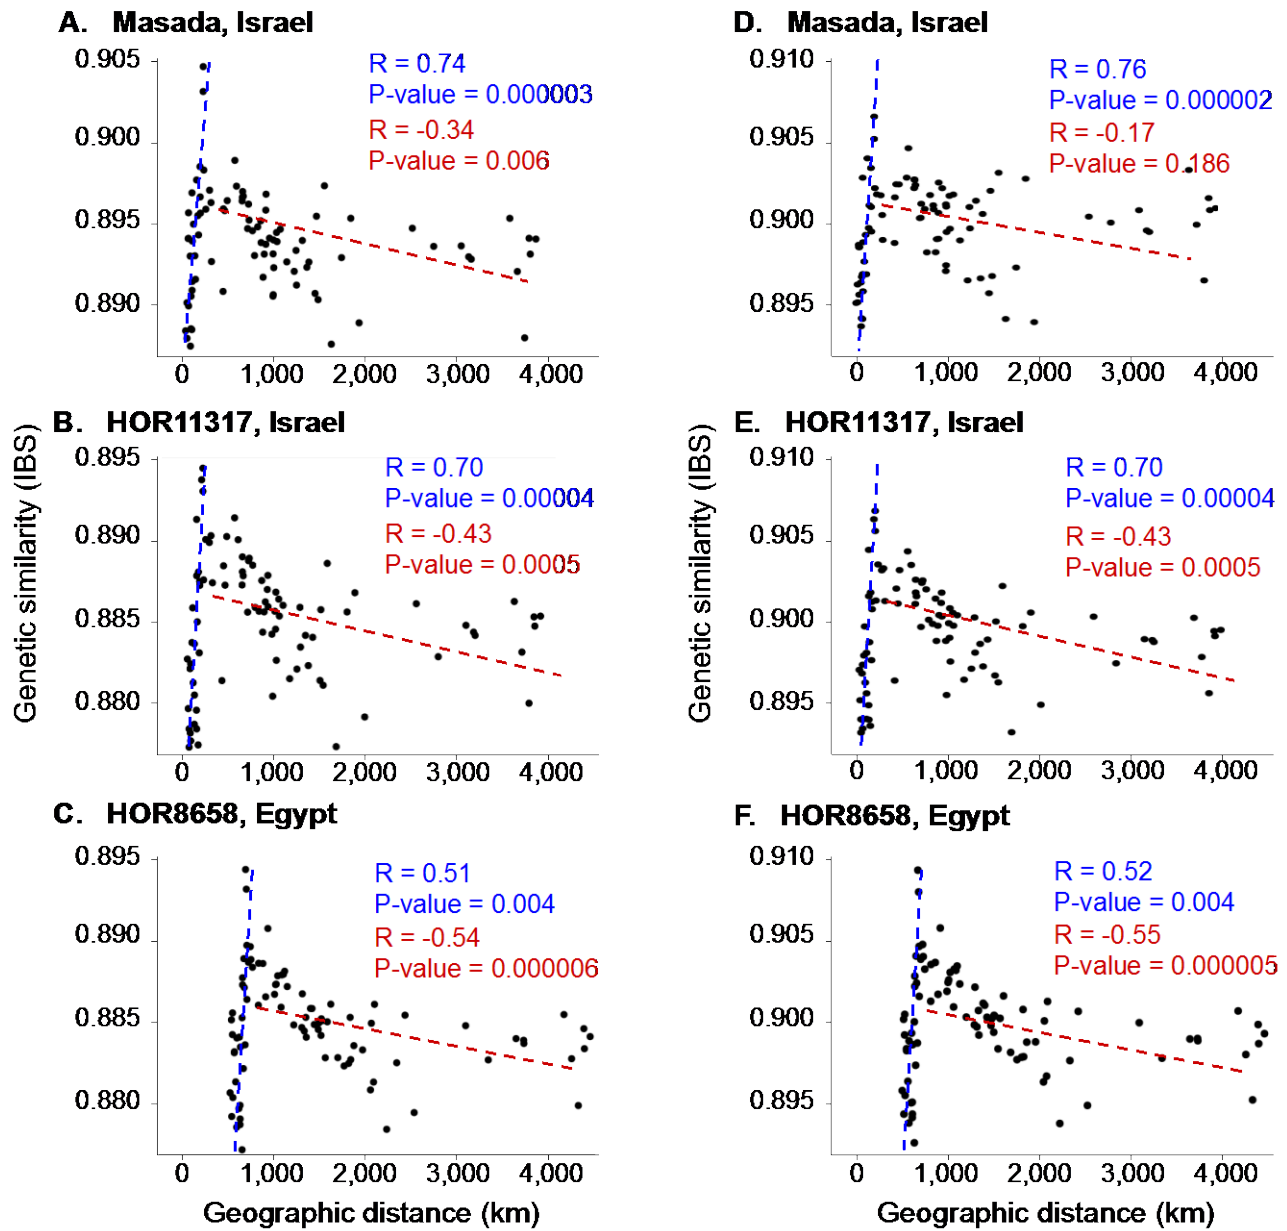 A. Masada, Israel
0.905
0.900
0.895
0.890
R = 0.74
P-value = 0.000003
R = -0.34
P-value = 0.006
0 1,000 2,000 3,000 4,000
B. HOR11317, Israel
0.895
0.890
0.885
0.880
R = 0.70
P-value = 0.00004
R = -0.43
P-value = 0.0005
0 1,000 2,000 3,000 4,000
Genetic similarity (IBS)
C. HOR8658, Egypt
0.895
0.890
0.885
0.880
R = 0.51
P-value = 0.004
R = -0.54
P-value = 0.000006
0 1,000 2,000 3,000 4,000
Geographic distance (km)
D. Masada, Israel
0.910
0.905
0.900
0.895
R = 0.76
P-value = 0.000002
R = -0.17
P-value = 0.186
0 1,000 2,000 3,000 4,000
E. HOR11317, Israel
0.910
0.905
0.900
0.895
R = 0.70
P-value = 0.00004
R = -0.43
P-value = 0.0005
0 1,000 2,000 3,000 4,000
Genetic similarity (IBS)
F. HOR8658, Egypt
0.910
0.905
0.900
0.895
R = 0.52
P-value = 0.004
R = -0.55
P-value = 0.000005
0 1,000 2,000 3,000 4,000
Geographic distance (km)